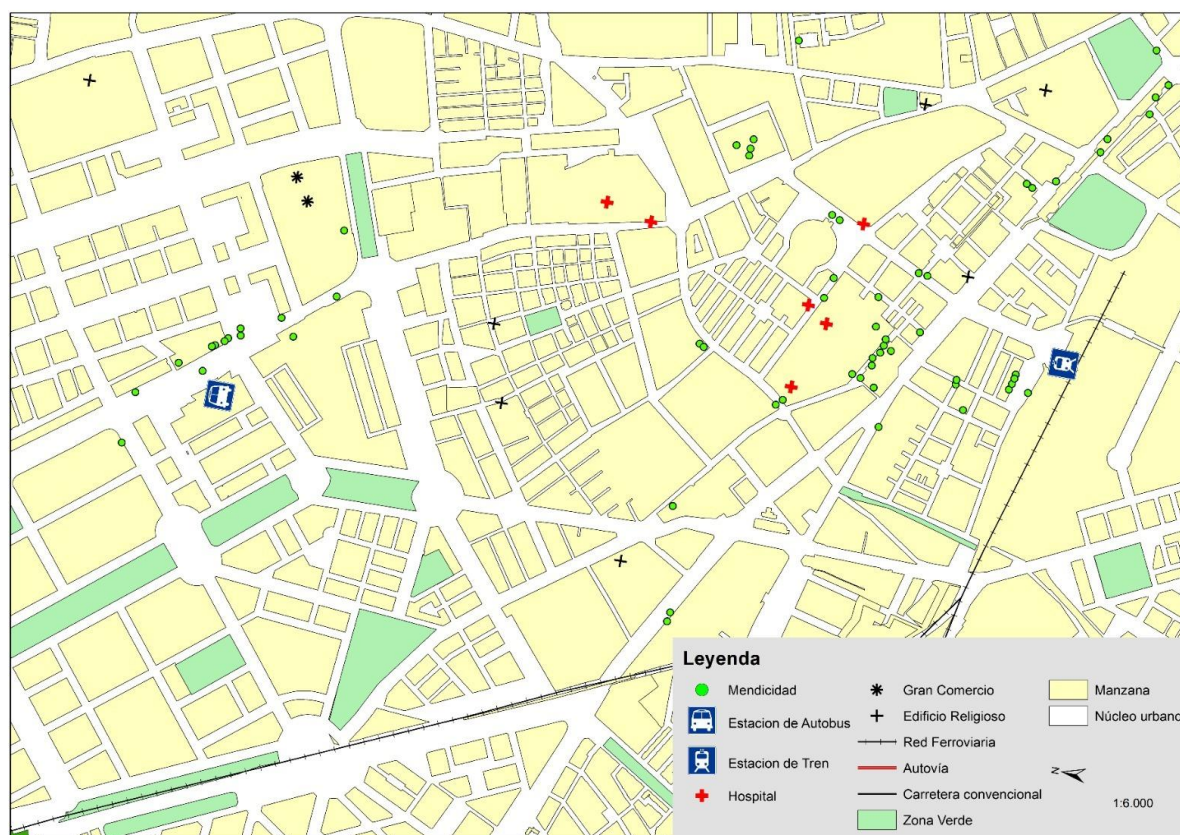 Leyenda
Mendicidad
Estacion de Autobus
Estacion de Tren
Hospital
Gran Comercio
Edificio Religioso
Red Ferroviaria
Autovía
Carretera convencional
Zona Verde
Manzana
Núcleo urbano
N
1:6.000